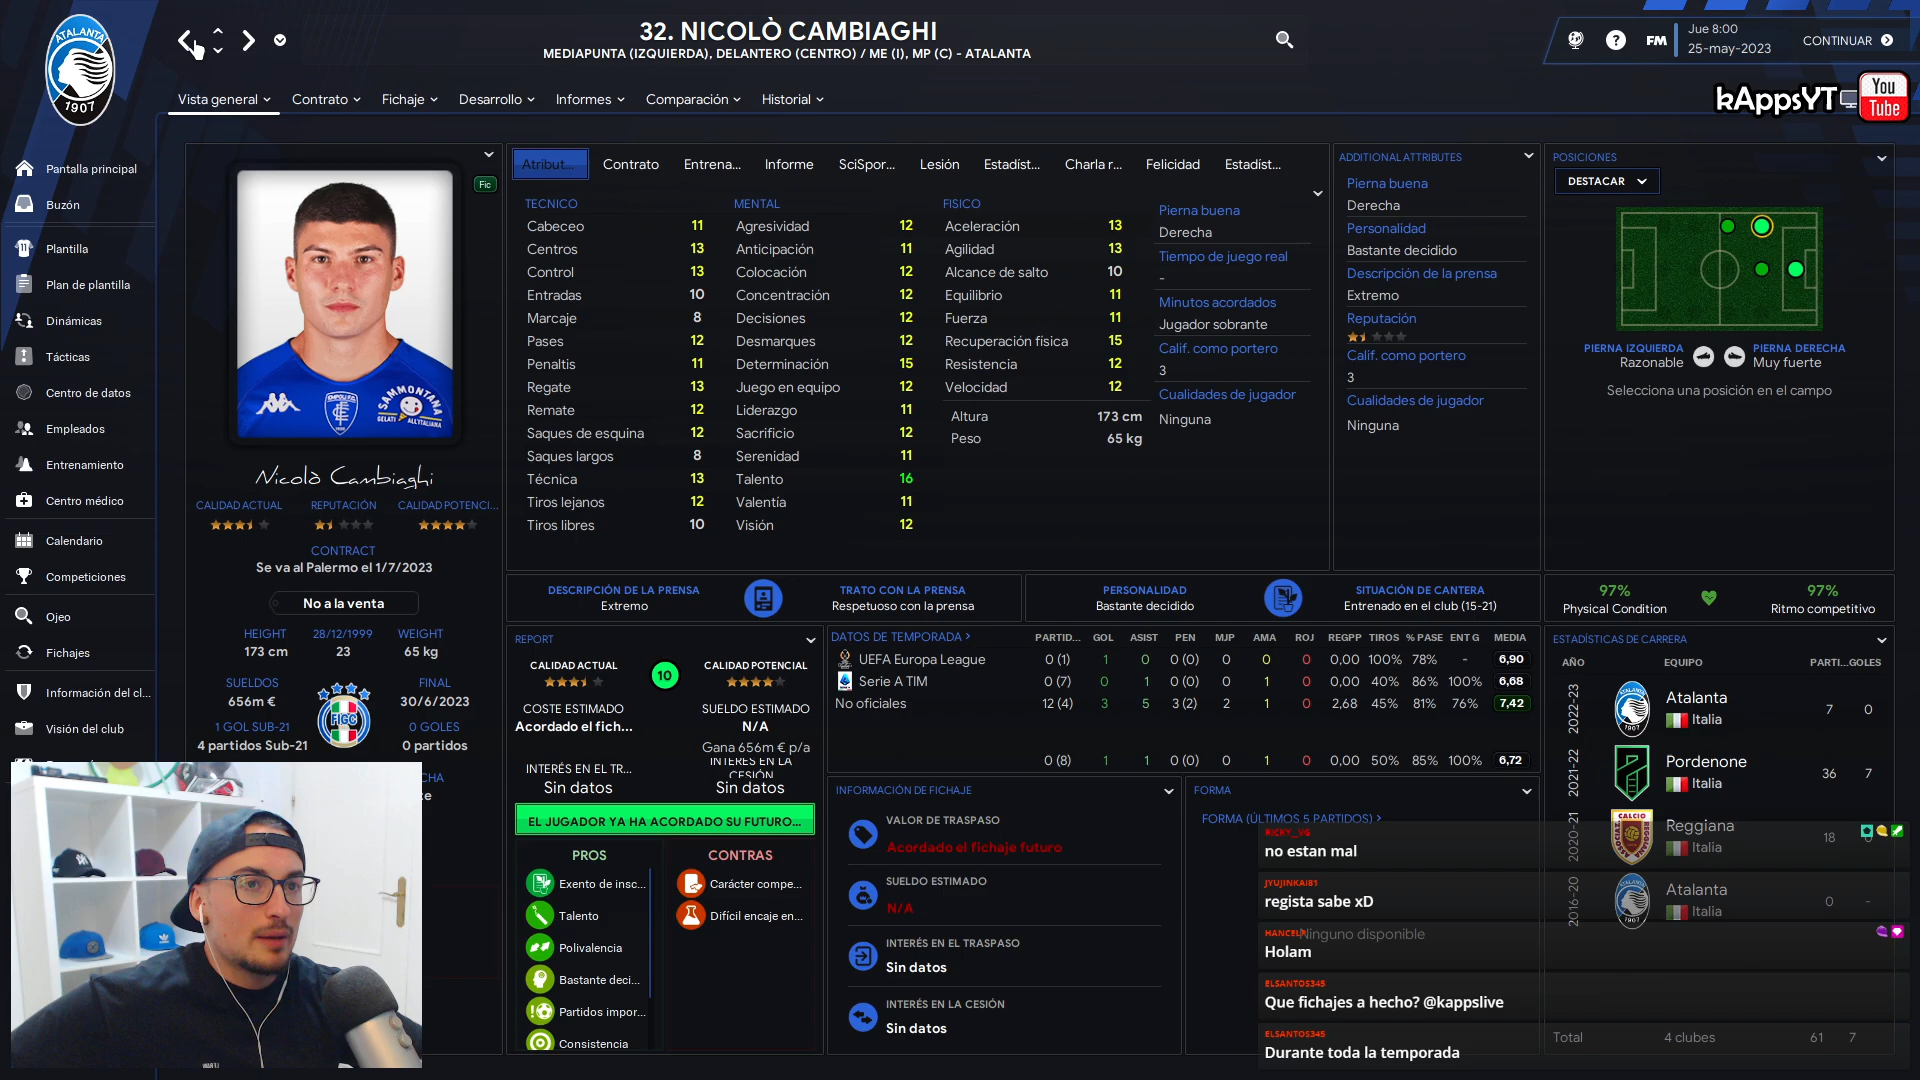 ATALANTA
1907
32. NICOLÒ CAMBIAGHI
MEDIAPUNTA (IZQUIERDA), DELANTERO (CENTRO) / ME (I), MP (C) - ATALANTA
FM
Jue 8:00
25-may-2023
CONTINUAR
kAppsYT
You
Tube
Vista general
Contrato
Fichaje
Desarrollo
Informes
Comparación
Historial
Pantalla principal
Buzón
Plantilla
Plan de plantilla
Dinámicas
Tácticas
Centro de datos
Empleados
Entrenamiento
Centro médico
Calendario
Competiciones
Ojeo
Fichajes
Información del cl...
Visión del club
Fic
SAMMONTANA
GELATI ALL'ITALIANA
Nicolò Cambiaghi
CALIDAD ACTUAL
REPUTACIÓN
CALIDAD POTENCI...
CONTRACT
Se va al Palermo el 1/7/2023
No a la venta
HEIGHT 28/12/1999 WEIGHT
173 cm 23 65 kg
SUELDOS FINAL
656m € 30/6/2023
FIGC
1 GOL SUB-21 0 GOLES
4 partidos Sub-21 0 partidos
Atribut... Contrato Entrena... Informe SciSpor... Lesión Estadíst... Charla r... Felicidad Estadíst...
TECNICO
Cabeceo 11
Centros 13
Control 13
Entradas 10
Marcaje 8
Pases 12
Penaltis 11
Regate 13
Remate 12
Saques de esquina 12
Saques largos 8
Técnica 13
Tiros lejanos 12
Tiros libres 10
MENTAL
Agresividad 12
Anticipación 11
Colocación 12
Concentración 12
Decisiones 12
Desmarques 12
Determinación 15
Juego en equipo 12
Liderazgo 11
Sacrificio 12
Serenidad 11
Talento 16
Valentía 11
Visión 12
FISICO
Aceleración 13
Agilidad 13
Alcance de salto 10
Equilibrio 11
Fuerza 11
Recuperación física 15
Resistencia 12
Velocidad 12
Altura 173 cm
Peso 65 kg
Pierna buena
Derecha
Tiempo de juego real
-
Minutos acordados
Jugador sobrante
Calif. como portero
3
Cualidades de jugador
Ninguna
ADDITIONAL ATTRIBUTES
Pierna buena
Derecha
Personalidad
Bastante decidido
Descripción de la prensa
Extremo
Reputación
Calif. como portero
3
Cualidades de jugador
Ninguna
POSICIONES
DESTACAR
PIERNA IZQUIERDA
Razonable
PIERNA DERECHA
Muy fuerte
Selecciona una posición en el campo
DESCRIPCIÓN DE LA PRENSA
Extremo
TRATO CON LA PRENSA
Respetuoso con la prensa
PERSONALIDAD
Bastante decidido
SITUACIÓN DE CANTERA
Entrenado en el club (15-21)
97%
Physical Condition
97%
Ritmo competitivo
REPORT
CALIDAD ACTUAL
10
CALIDAD POTENCIAL
COSTE ESTIMADO
Acordado el fich...
SUELDO ESTIMADO
N/A
Gana 656m € p/a
INTERÉS EN EL TR...
Sin datos
INTERÉS EN LA CESIÓN
Sin datos
EL JUGADOR YA HA ACORDADO SU FUTURO...
PROS
Exento de insc...
Talento
Polivalencia
Bastante deci...
Partidos impor...
Consistencia
CONTRAS
Carácter compe...
Difícil encaje en...
DATOS DE TEMPORADA PARTID... GOL ASIST PEN MJP AMA ROJ REGPP TIROS % PASE ENT G MEDIA
UEFA Europa League 0 (1) 1 0 0 (0) 0 0 0 0,00 100% 78% - 6,90
Serie A TIM 0 (7) 0 1 0 (0) 0 1 0 0,00 40% 86% 100% 6,68
No oficiales 12 (4) 3 5 3 (2) 2 1 0 2,68 45% 81% 76% 7,42
0 (8) 1 1 0 (0) 0 1 0 0,00 50% 85% 100% 6,72
INFORMACIÓN DE FICHAJE
VALOR DE TRASPASO
Acordado el fichaje futuro
SUELDO ESTIMADO
N/A
INTERÉS EN EL TRASPASO
Sin datos
INTERÉS EN LA CESIÓN
Sin datos
FORMA
FORMA (ÚLTIMOS 5 PARTIDOS)
Ninguno disponible
RICKY__VG
no estan mal
JYUJINKAI81
regista sabe xD
Holam
ELSANTOS345
Que fichajes a hecho? @kappslive
ELSANTOS345
Durante toda la temporada
ESTADÍSTICAS DE CARRERA
AÑO EQUIPO PARTI... GOLES
2022-23 Atalanta Italia 7 0
2021-22 Pordenone Italia 36 7
2020-21 Reggiana Italia 18
2016-20 Atalanta Italia 0 -
Total 4 clubes 61 7